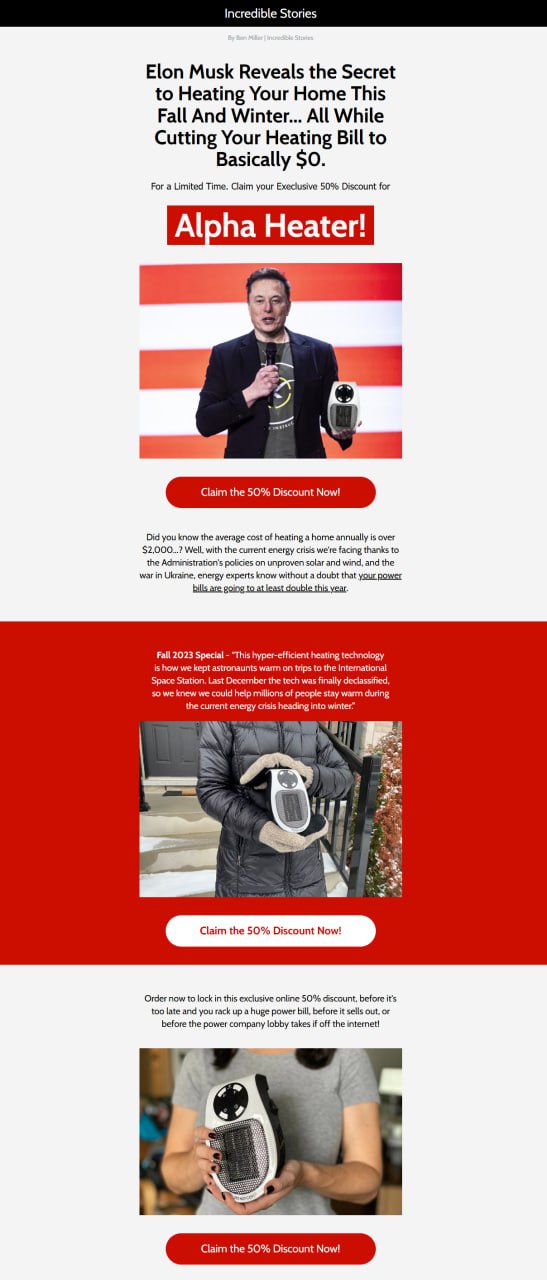 Incredible Stories
By Ben Miller | Incredible Stories
Elon Musk Reveals the Secret
to Heating Your Home This
Fall And Winter... All While
Cutting Your Heating Bill to
Basically $0.
For a Limited Time. Claim your Execlusive 50% Discount for
Alpha Heater!
Claim the 50% Discount Now!
Did you know the average cost of heating a home annually is over
$2,000...? Well, with the current energy crisis we're facing thanks to
the Administration's policies on unproven solar and wind, and the
war in Ukraine, energy experts know without a doubt that your power
bills are going to at least double this year.
Fall 2023 Special - "This hyper-efficient heating technology
is how we kept astronaunts warm on trips to the International
Space Station. Last December the tech was finally declassified,
so we knew we could help millions of people stay warm during
the current energy crisis heading into winter."
Claim the 50% Discount Now!
Order now to lock in this exclusive online 50% discount, before it's
too late and you rack up a huge power bill, before it sells out, or
before the power company lobby takes if off the internet!
Claim the 50% Discount Now!